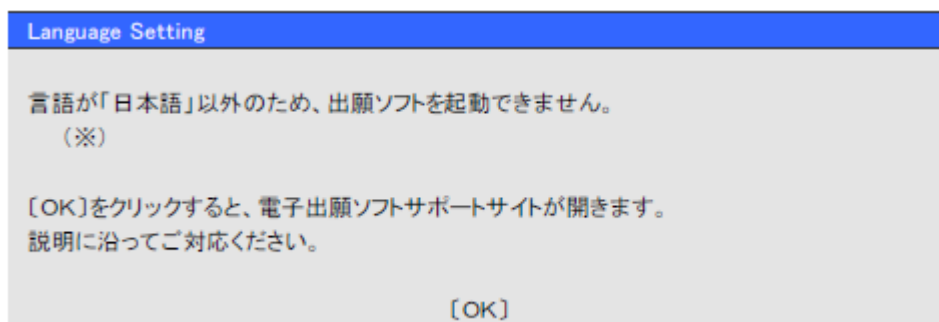 Language Setting
言語が「日本語」以外のため、出願ソフトを起動できません。
（※）
〔OK〕をクリックすると、電子出願ソフトサポートサイトが開きます。
説明に沿ってご対応ください。
〔OK〕